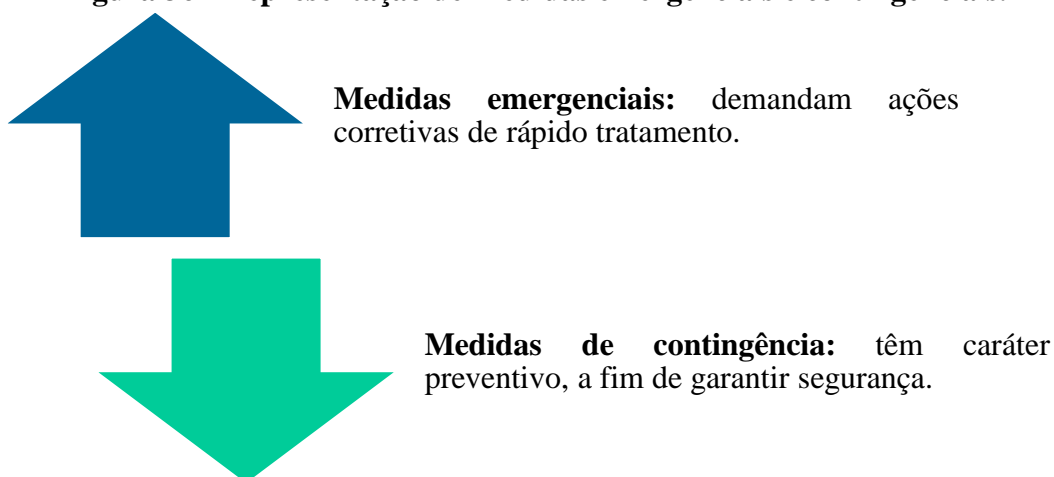 Medidas emergenciais: demandam ações
corretivas de rápido tratamento.
Medidas de contingência: têm caráter
preventivo, a fim de garantir segurança.